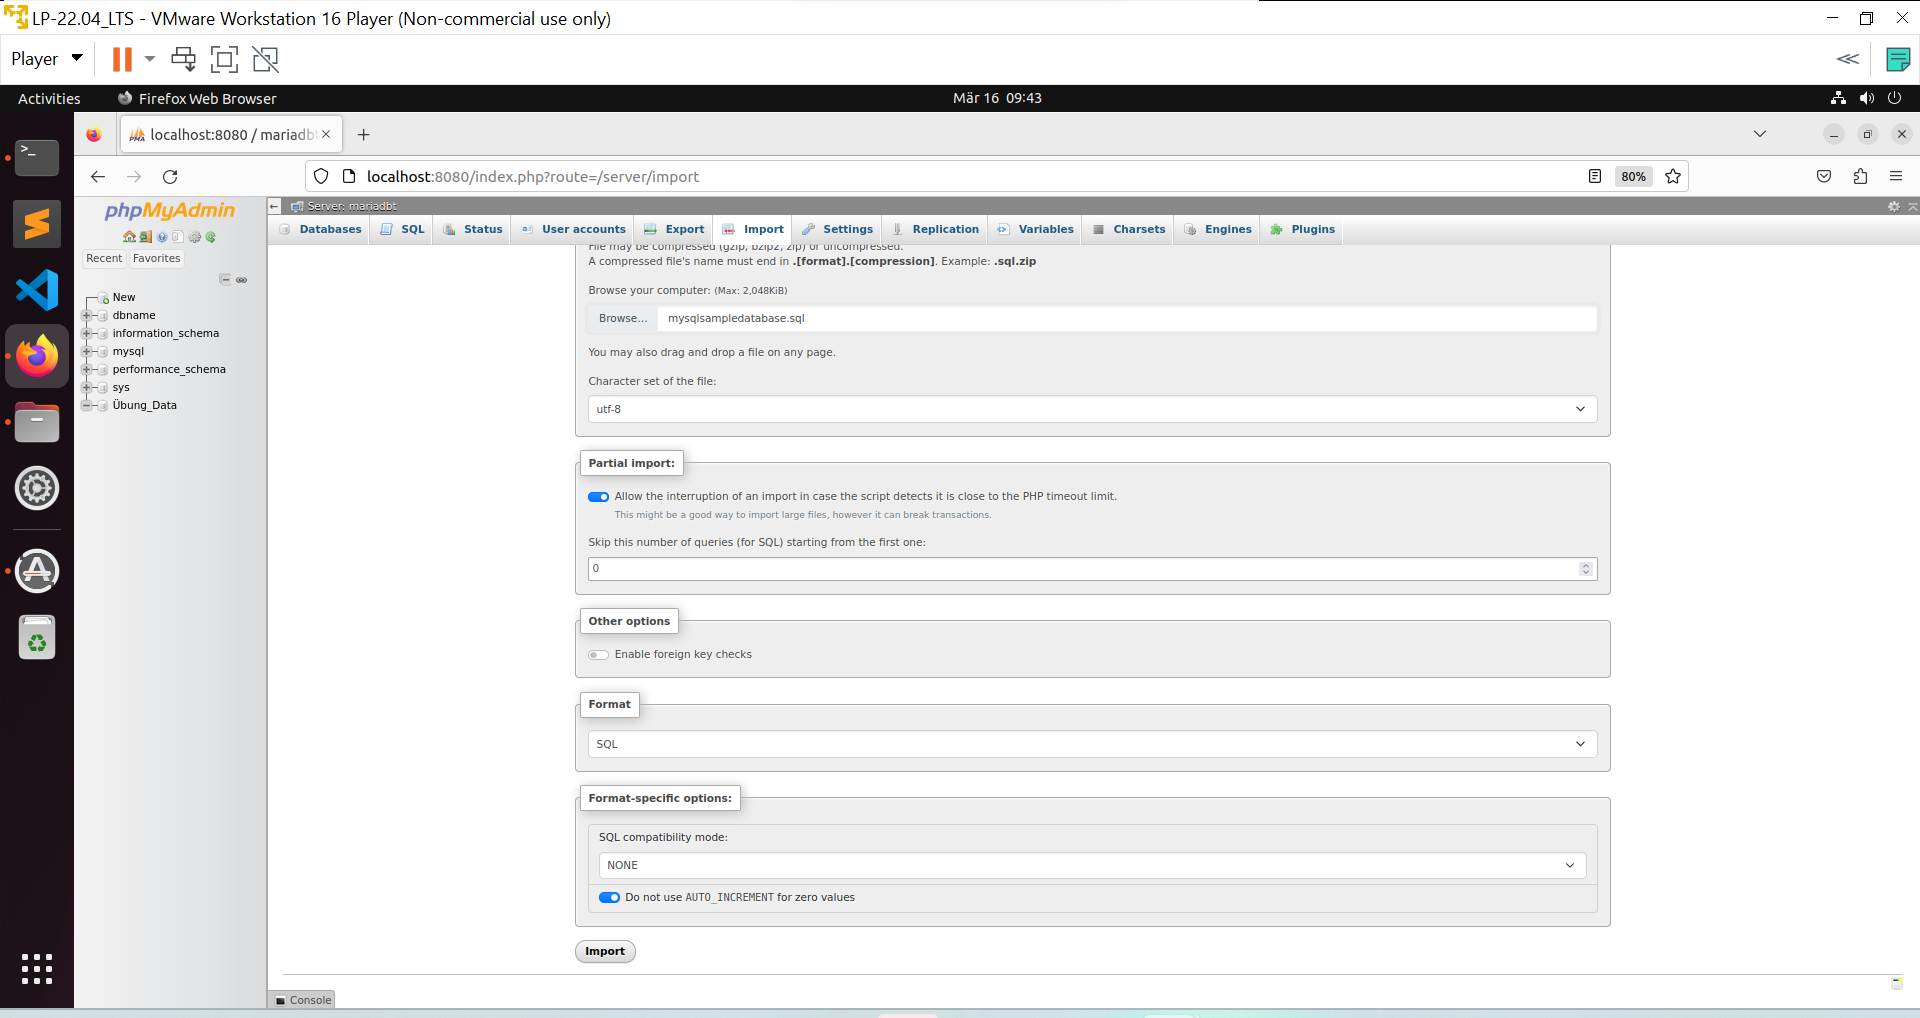 LP-22.04_LTS - VMware Workstation 16 Player (Non-commercial use only)
Player
Activities
Firefox Web Browser
Mär 16 09:43
localhost:8080 / mariadb
localhost:8080/index.php?route=/server/import
80%
phpMyAdmin
Recent
Favorites
New
dbname
information_schema
mysql
performance_schema
sys
Übung_Data
Server: mariadbt
Databases
SQL
Status
User accounts
Export
Import
Settings
Replication
Variables
Charsets
Engines
Plugins
File may be compressed (gzip, bzip2, zip) or uncompressed.
A compressed file's name must end in .[format].[compression]. Example: .sql.zip
Browse your computer: (Max: 2,048KiB)
Browse...
mysqlsampledatabase.sql
You may also drag and drop a file on any page.
Character set of the file:
utf-8
Partial import:
Allow the interruption of an import in case the script detects it is close to the PHP timeout limit.
This might be a good way to import large files, however it can break transactions.
Skip this number of queries (for SQL) starting from the first one:
0
Other options
Enable foreign key checks
Format
SQL
Format-specific options:
SQL compatibility mode:
NONE
Do not use AUTO_INCREMENT for zero values
Import
Console